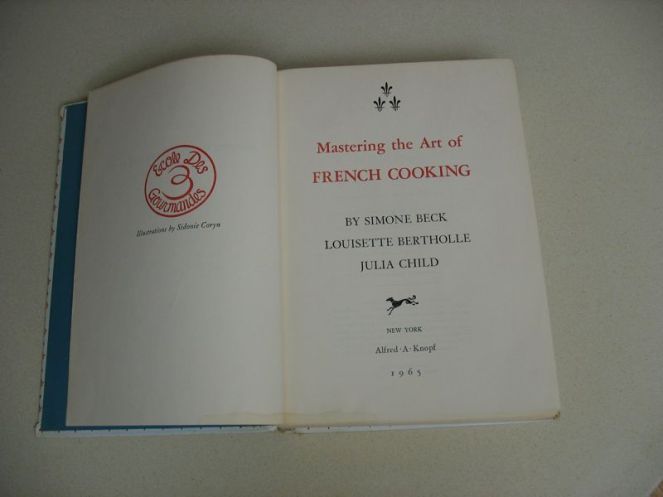 Ecole Des
3
Gourmandes
Illustrations by Sidonie Coryn
Mastering the Art of
FRENCH COOKING
BY SIMONE BECK
LOUISETTE BERTHOLLE
JULIA CHILD
NEW YORK
Alfred · A · Knopf
1965